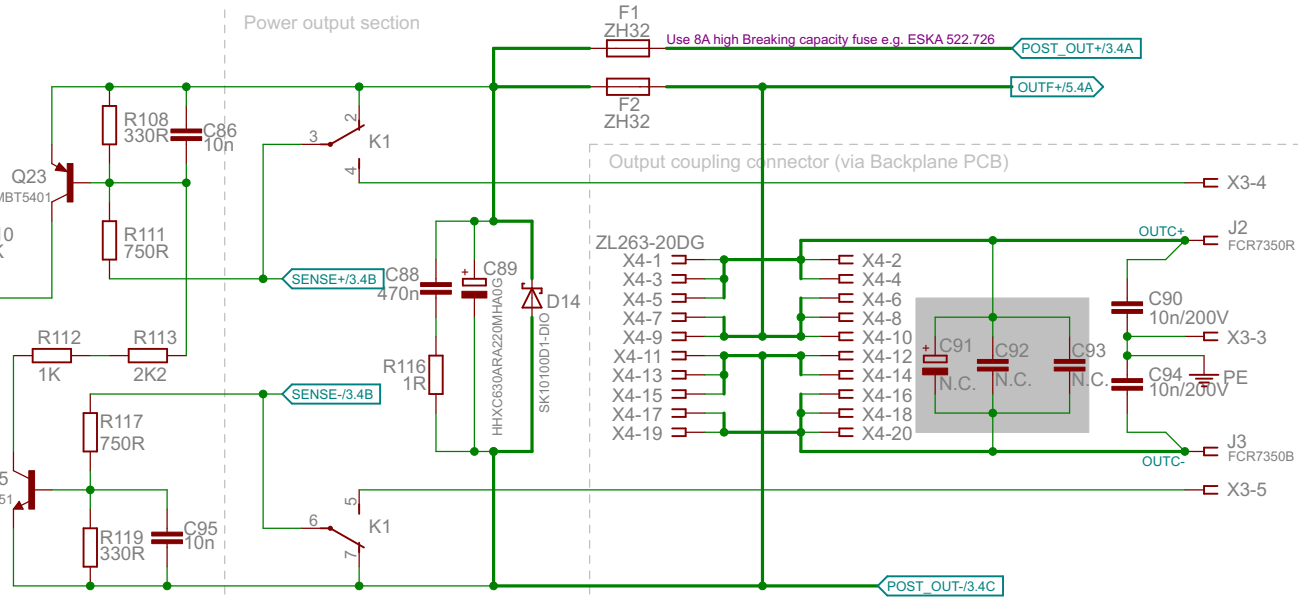 Power output section
F1
ZH32
Use 8A high Breaking capacity fuse e.g. ESKA 522.726
POST_OUT+/3.4A
OUTF+/5.4A
F2
ZH32
R108
330R
C86
10n
2
3
K1
4
Output coupling connector (via Backplane PCB)
Q23
MBT5401
X3-4
10
K
R111
750R
SENSE+/3.4B
C88
470n
+
C89
HHXC630ARA220MHA0G
D14
SK10100D1-DIO
ZL263-20DG
X4-1
X4-2
X4-3
X4-4
X4-5
X4-6
X4-7
X4-8
X4-9
X4-10
X4-11
X4-12
X4-13
X4-14
X4-15
X4-16
X4-17
X4-18
X4-19
X4-20
OUTC+
J2
FCR7350R
C90
10n/200V
X3-3
+
C91
N.C.
C92
N.C.
C93
N.C.
C94
10n/200V
PE
R112
1K
R113
2K2
R116
1R
SENSE-/3.4B
R117
750R
OUTC-
J3
FCR7350B
X3-5
5
51
5
6
K1
7
R119
330R
C95
10n
POST_OUT-/3.4C